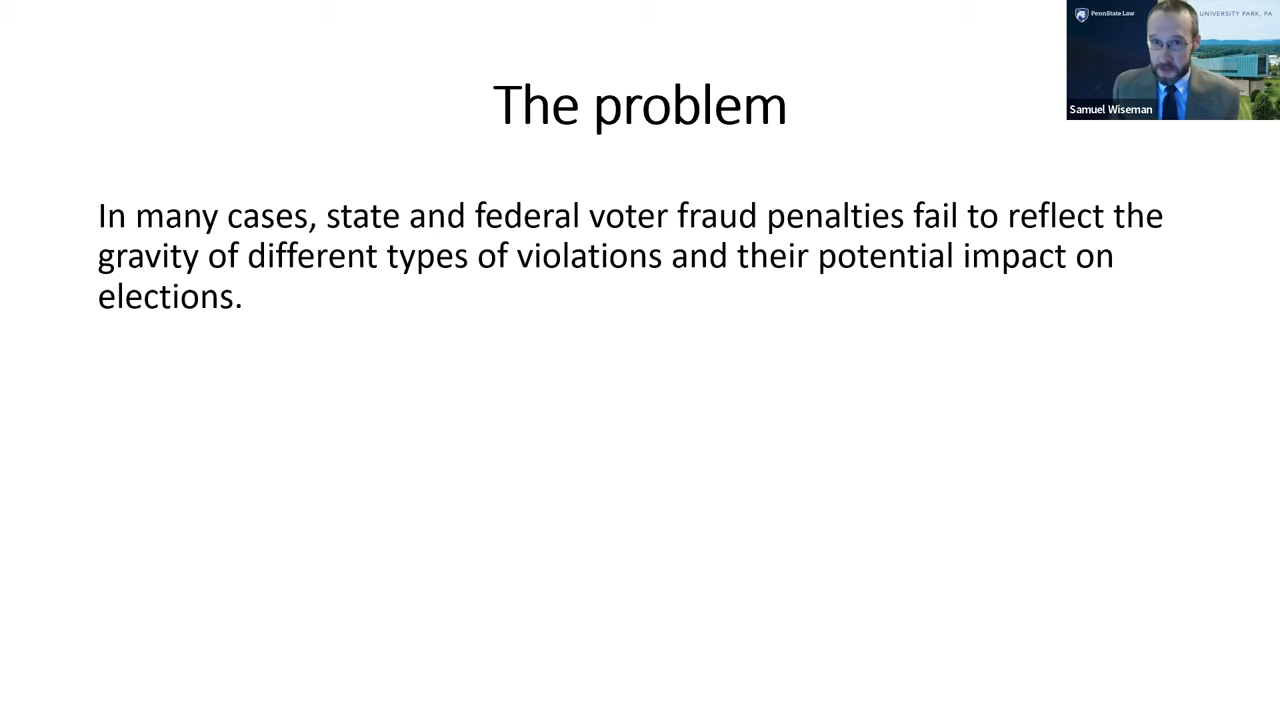 The problem
In many cases, state and federal voter fraud penalties fail to reflect the
gravity of different types of violations and their potential impact on
elections.
PennState Law
UNIVERSITY PARK, PA
Samuel Wiseman